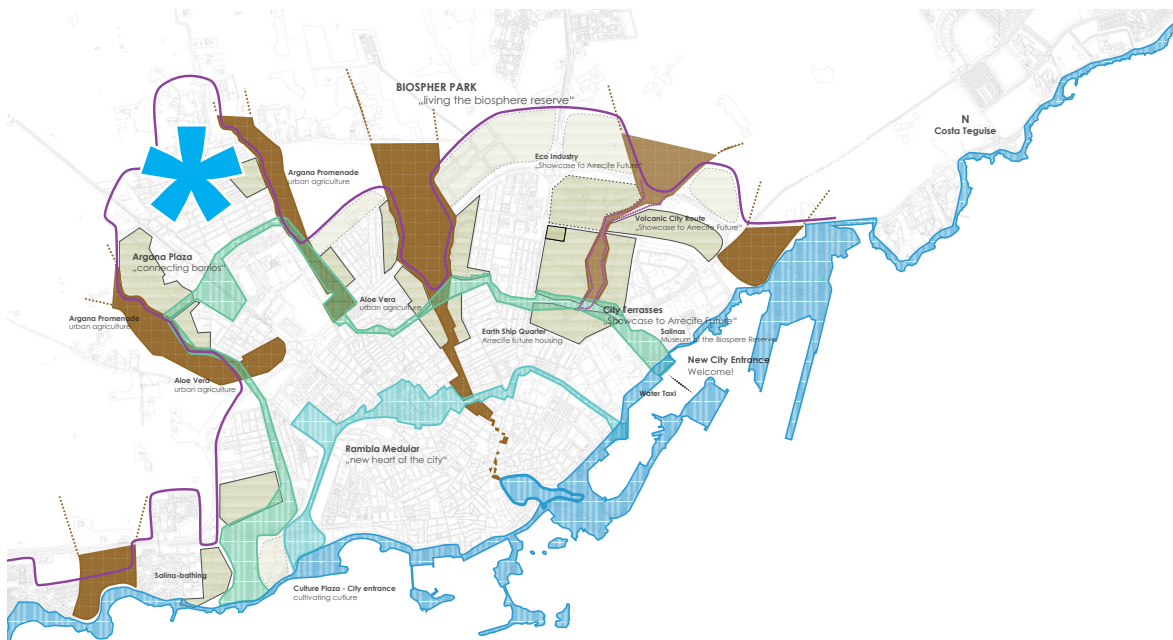 BIOSPHER PARK
„living the biosphere reserve“
N
Costa Teguise
Eco Industry
„Showcase to Arrecife Future“
Argana Promenade
urban agriculture
Volcanic City Route
„Showcase to Arrecife Future“
Argana Plaza
„connecting barrios“
Aloe Vera
urban agriculture
City Terrasses
„Showcase to Arrecife Future“
Argana Promenade
urban agriculture
Earth Ship Quarter
Arrecife future housing
Salinas
Museum of the Biospere Reserve
New City Entrance
Welcome!
Aloe Vera
urban agriculture
Water Taxi
Rambla Medular
„new heart of the city“
Salina-bathing
Culture Plaza - City entrance
cultivating cutlure